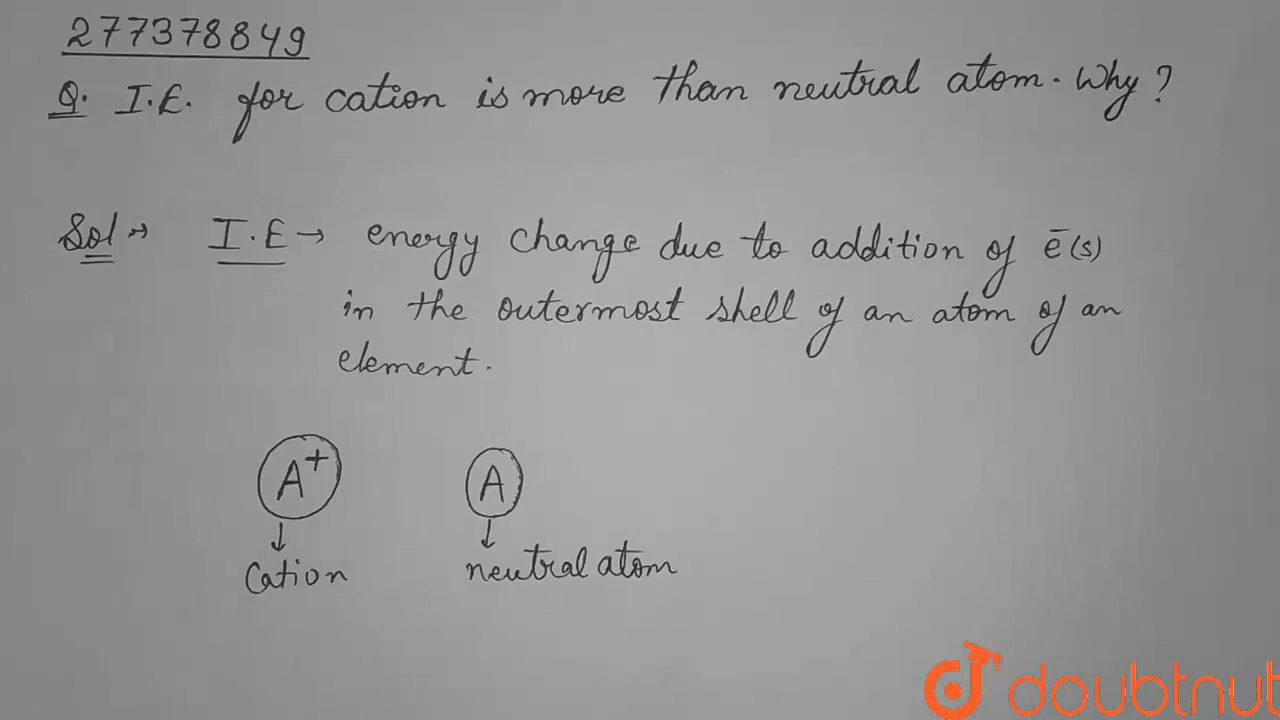 277378849
Q. I.E. for cation is more than neutral atom. Why?
Sol → I.E → energy change due to addition of ē(s)
in the outermost shell of an atom of an
element.
A+ A
Cation neutral atom
doubtnut